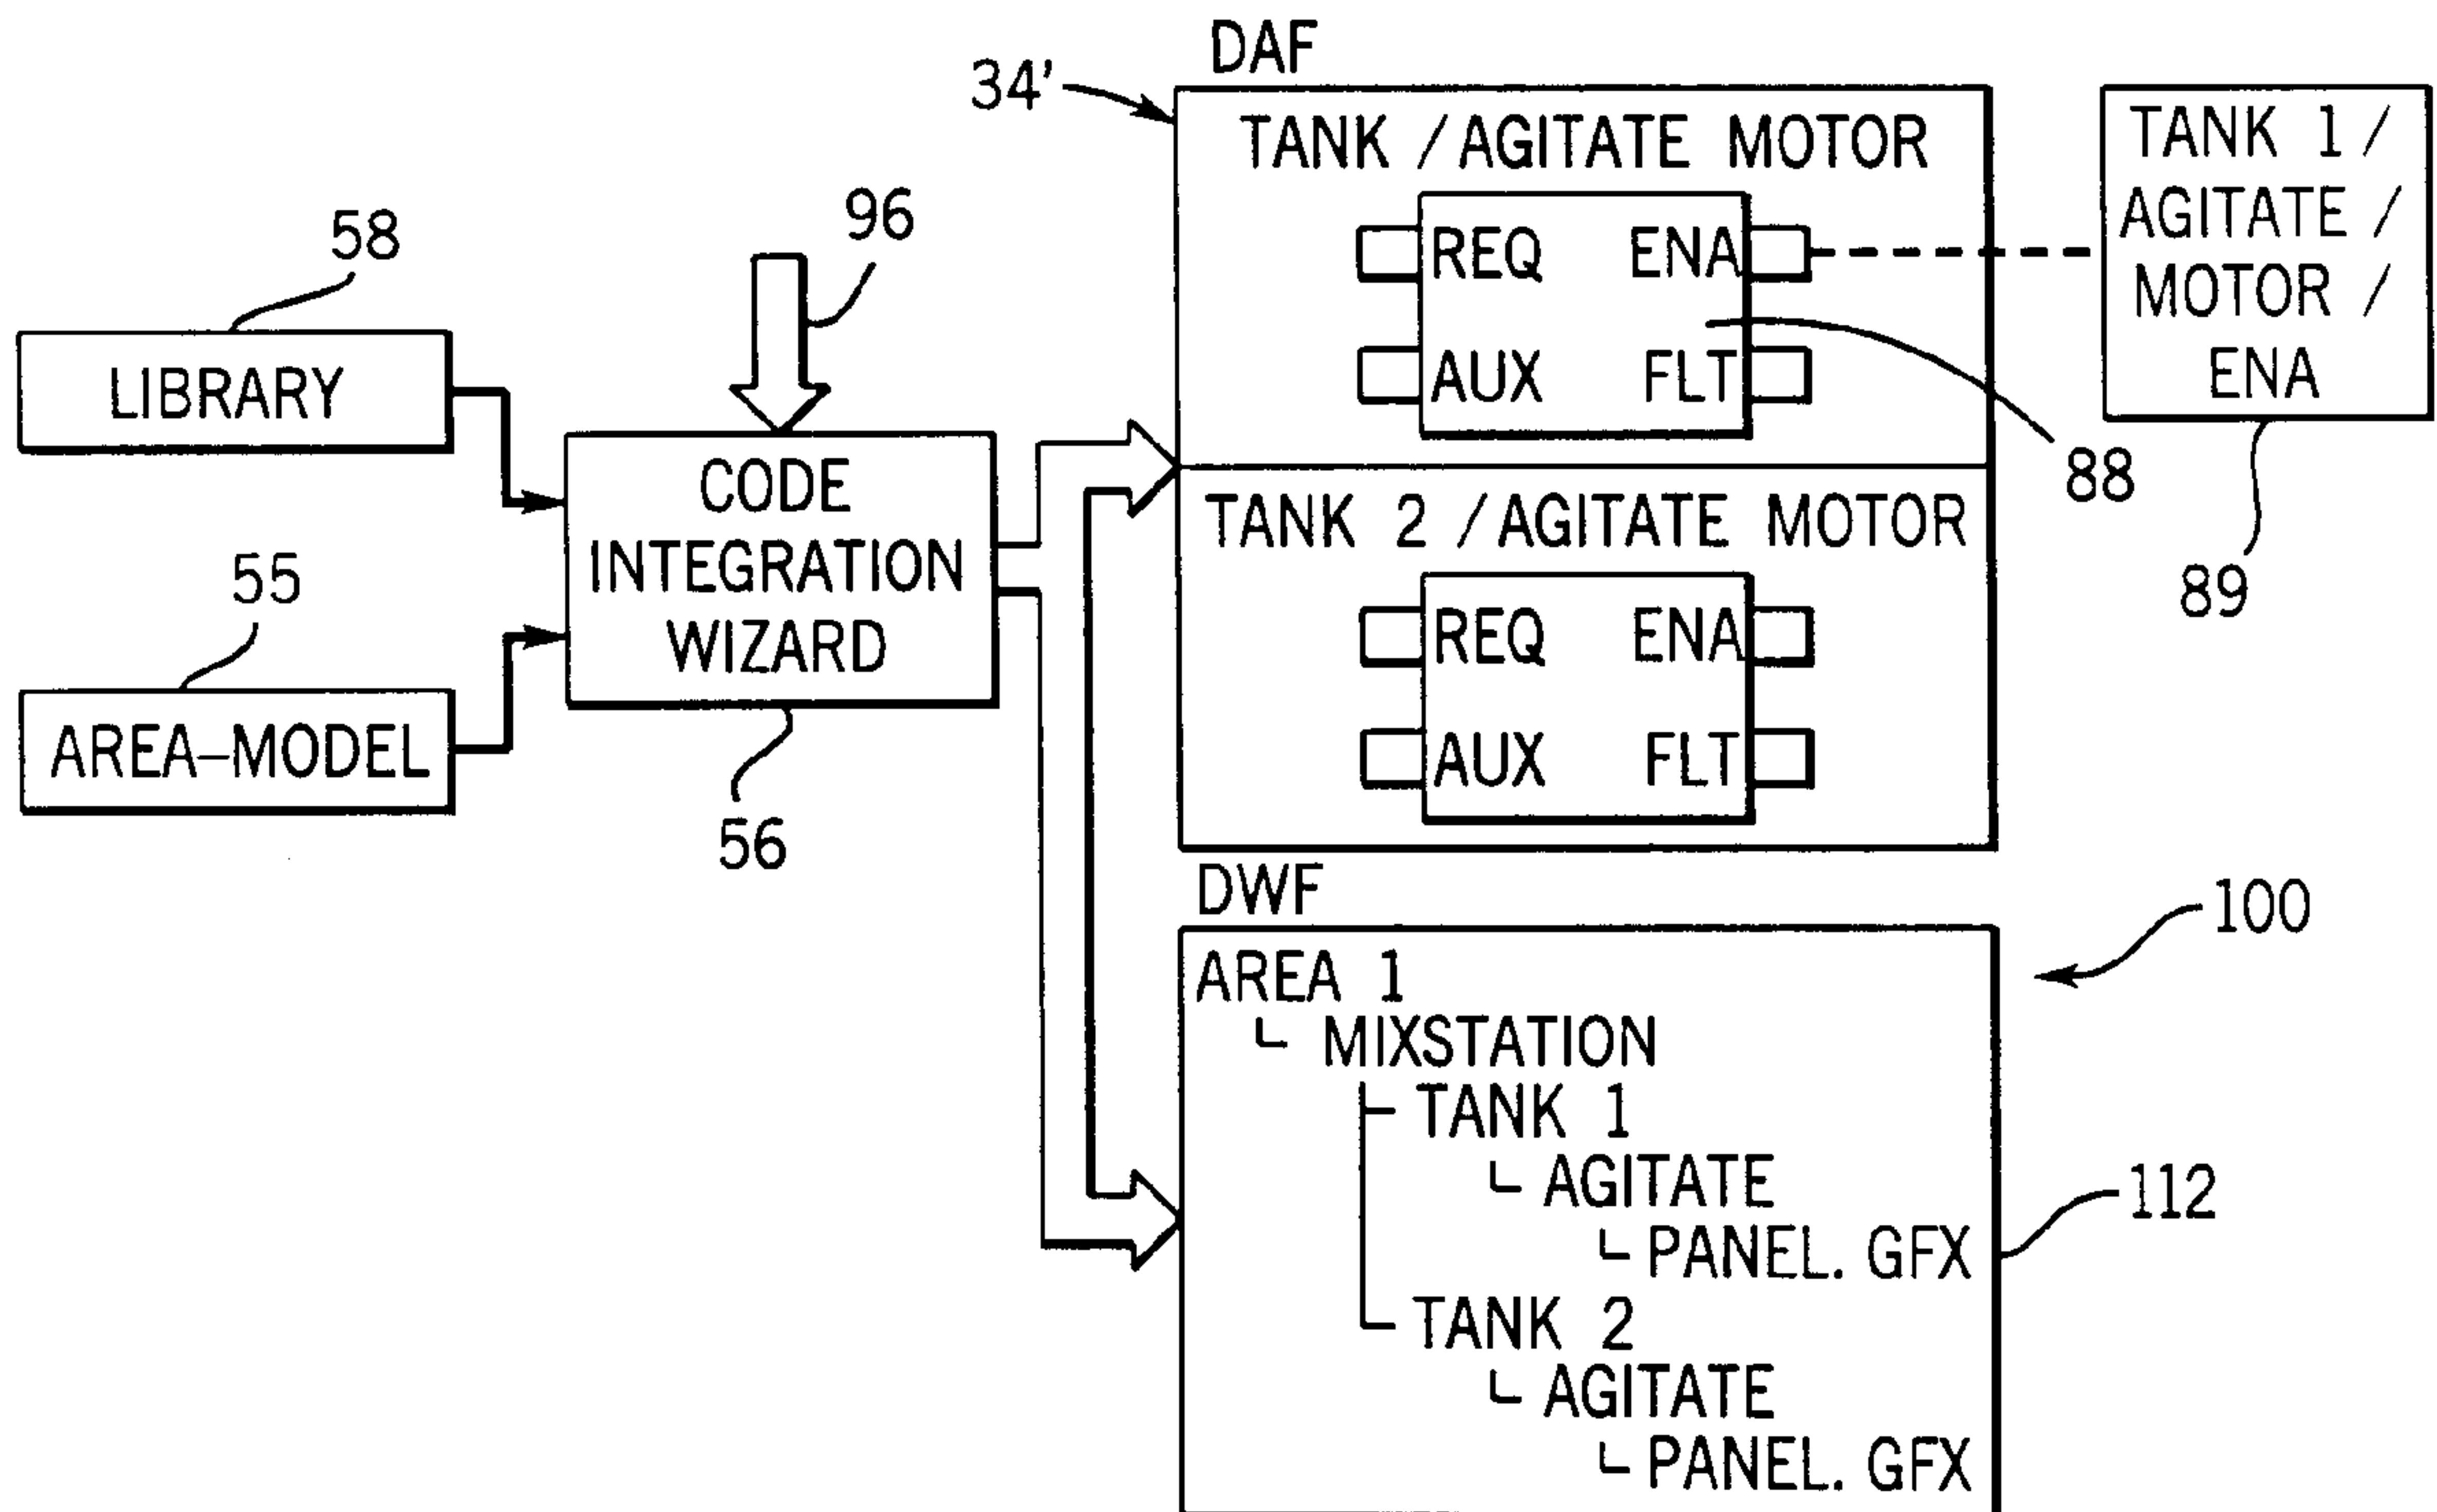 58
LIBRARY
55
AREA-MODEL
96
CODE
INTEGRATION
WIZARD
56
DAF
34'
TANK /AGITATE MOTOR
REQ ENA
AUX FLT
88
TANK 1 /
AGITATE /
MOTOR /
ENA
89
TANK 2 /AGITATE MOTOR
REQ ENA
AUX FLT
DWF
100
AREA 1
MIXSTATION
TANK 1
AGITATE
PANEL. GFX
112
TANK 2
AGITATE
PANEL. GFX